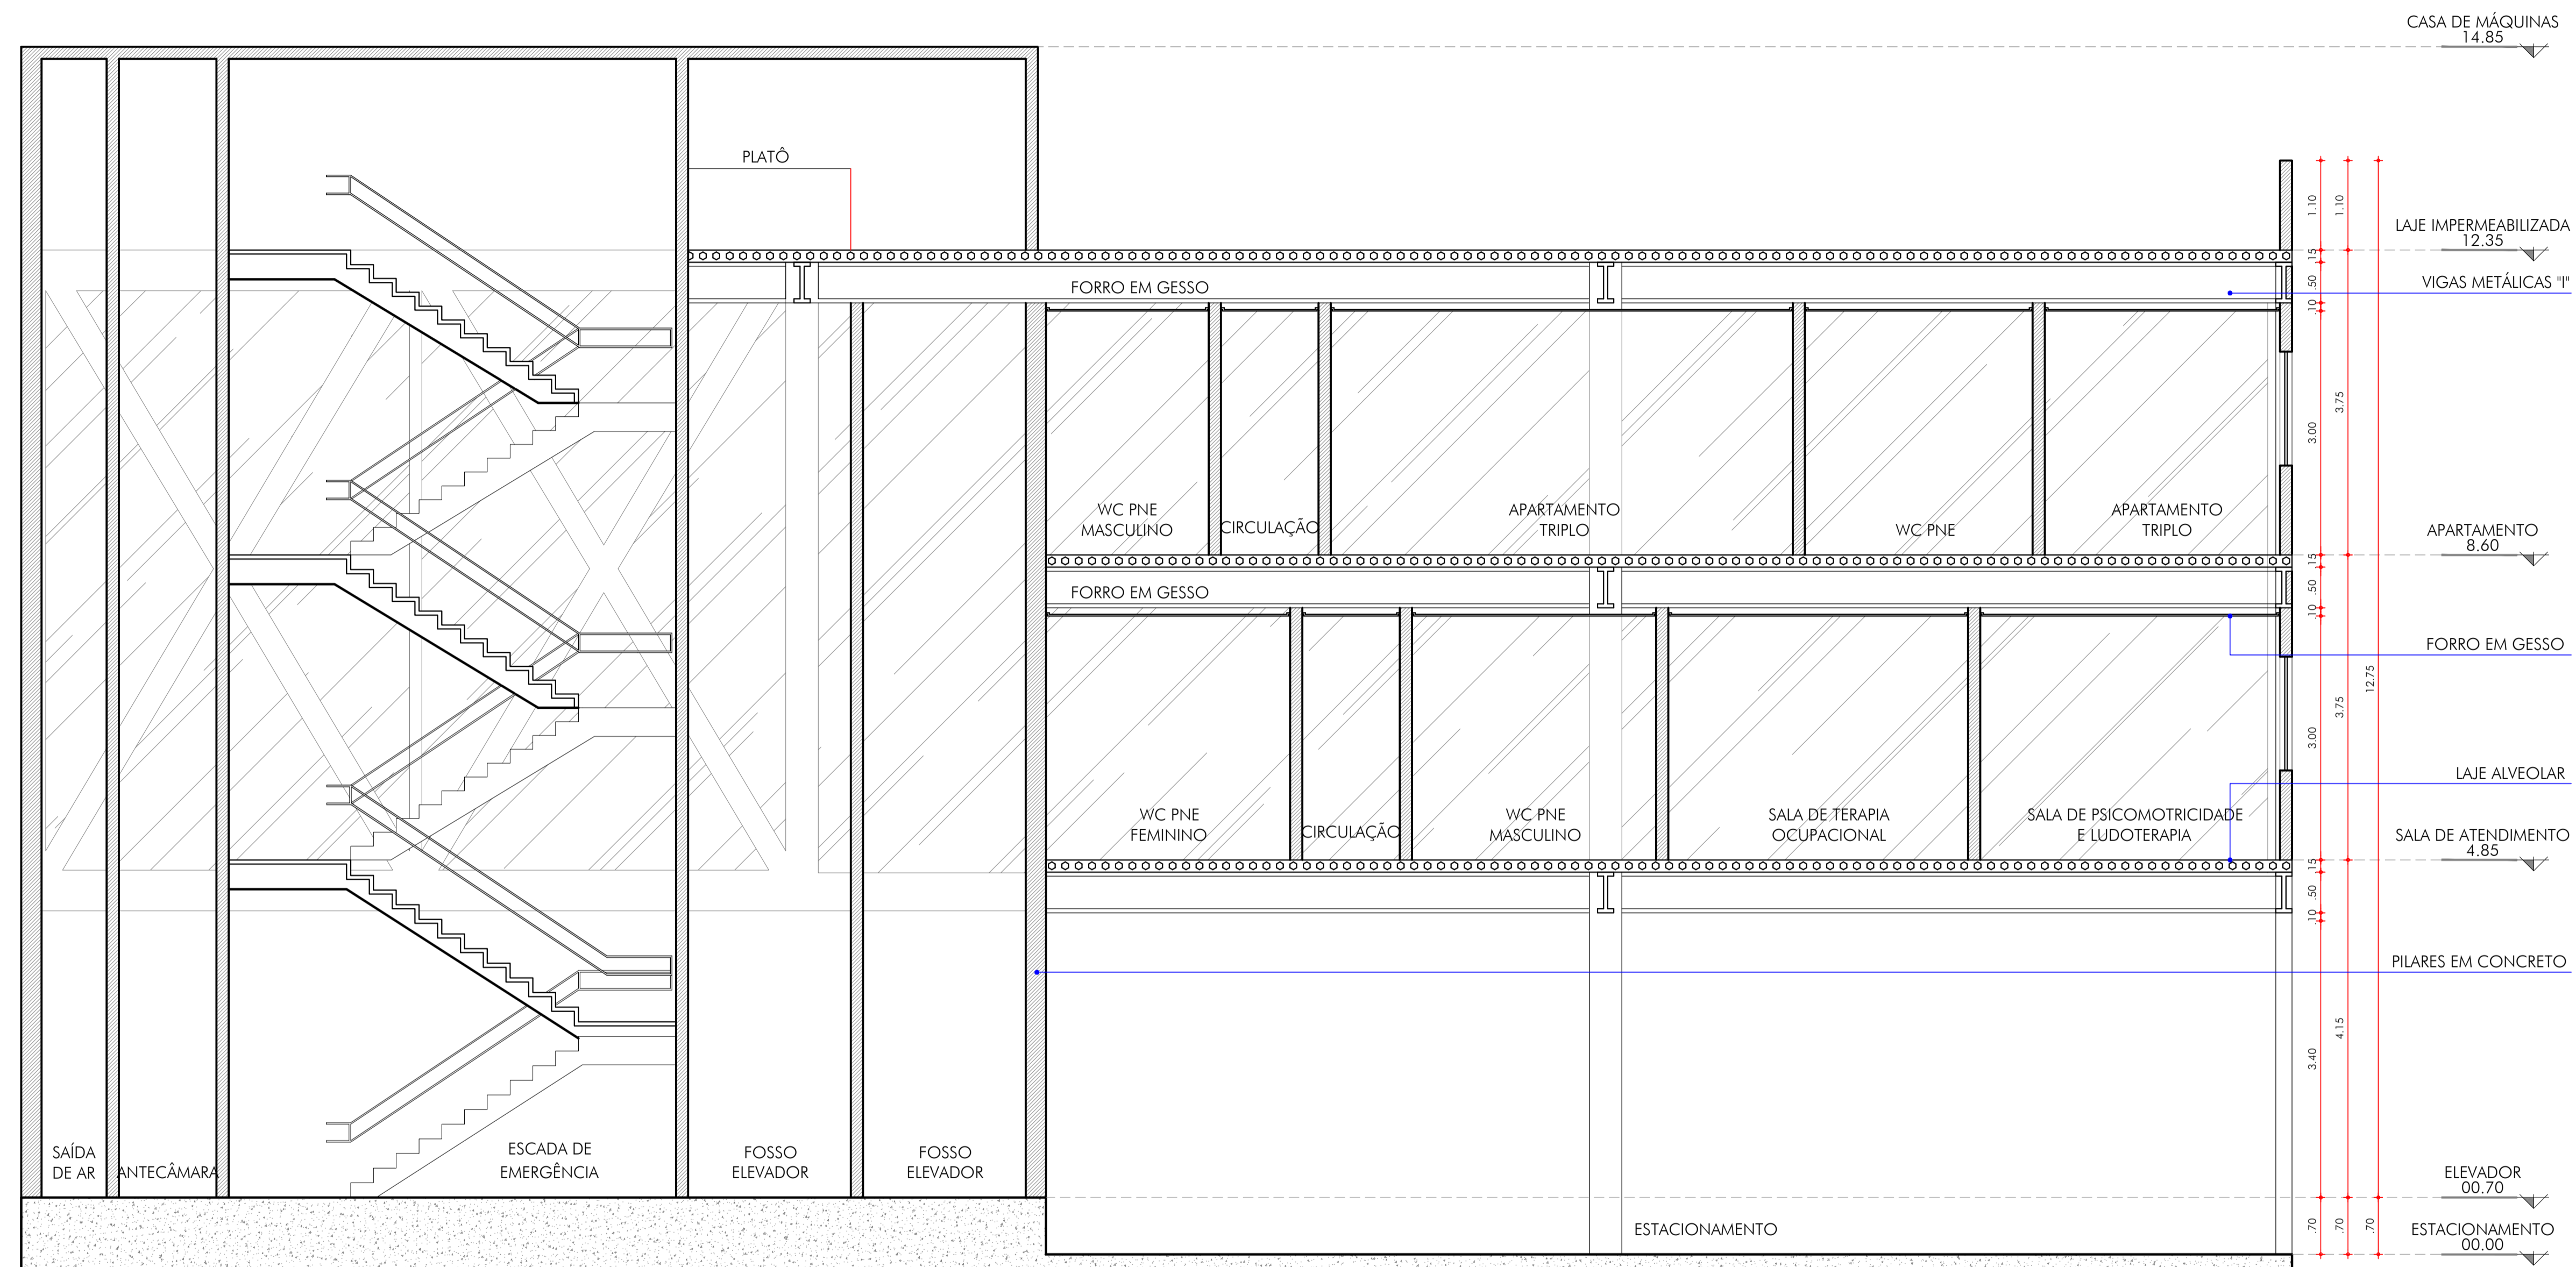 CASA DE MÁQUINAS
14.85
PLATÔ
1.10
1.10
LAJE IMPERMEABILIZADA
12.35
.15
VIGAS METÁLICAS "I"
.50
FORRO EM GESSO
.10
3.75
3.00
WC PNE
MASCULINO
CIRCULAÇÃO
APARTAMENTO
TRIPLO
WC PNE
APARTAMENTO
TRIPLO
APARTAMENTO
8.60
.15
FORRO EM GESSO
.50
.10
FORRO EM GESSO
12.75
3.75
3.00
LAJE ALVEOLAR
WC PNE
FEMININO
CIRCULAÇÃO
WC PNE
MASCULINO
SALA DE TERAPIA
OCUPACIONAL
SALA DE PSICOMOTRICIDADE
E LUDOTERAPIA
SALA DE ATENDIMENTO
4.85
.15
.50
.10
PILARES EM CONCRETO
4.15
3.40
SAÍDA
DE AR
ANTECÂMARA
ESCADA DE
EMERGÊNCIA
FOSSO
ELEVADOR
FOSSO
ELEVADOR
ELEVADOR
00.70
ESTACIONAMENTO
.70
.70
.70
ESTACIONAMENTO
00.00